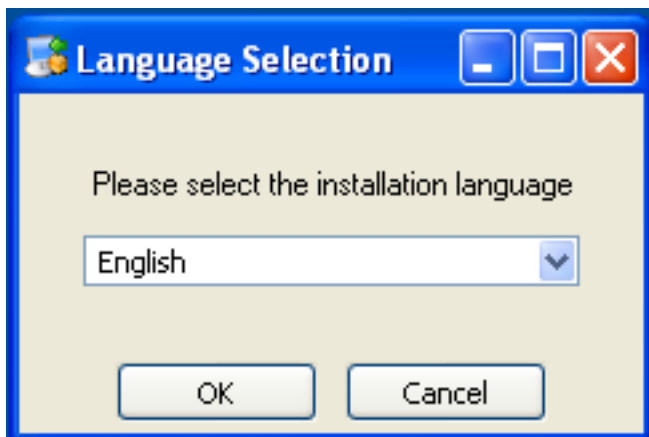 Language Selection
Please select the installation language
English
OK
Cancel